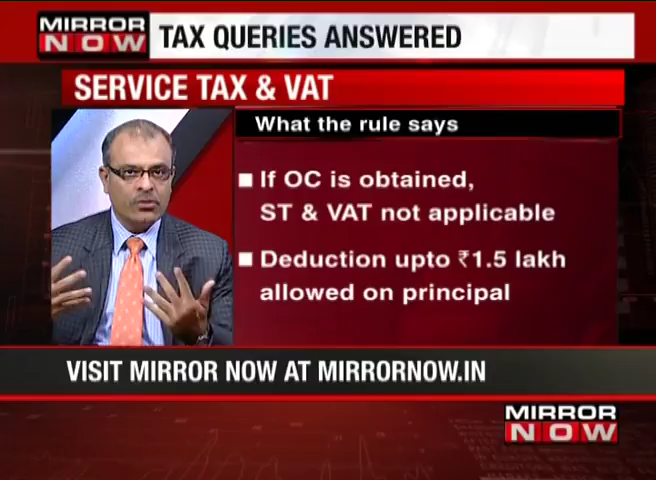 MIRROR
NOW
TAX QUERIES ANSWERED
SERVICE TAX & VAT
What the rule says
If OC is obtained,
ST & VAT not applicable
Deduction upto ₹1.5 lakh
allowed on principal
VISIT MIRROR NOW AT MIRRORNOW.IN
MIRROR
NOW